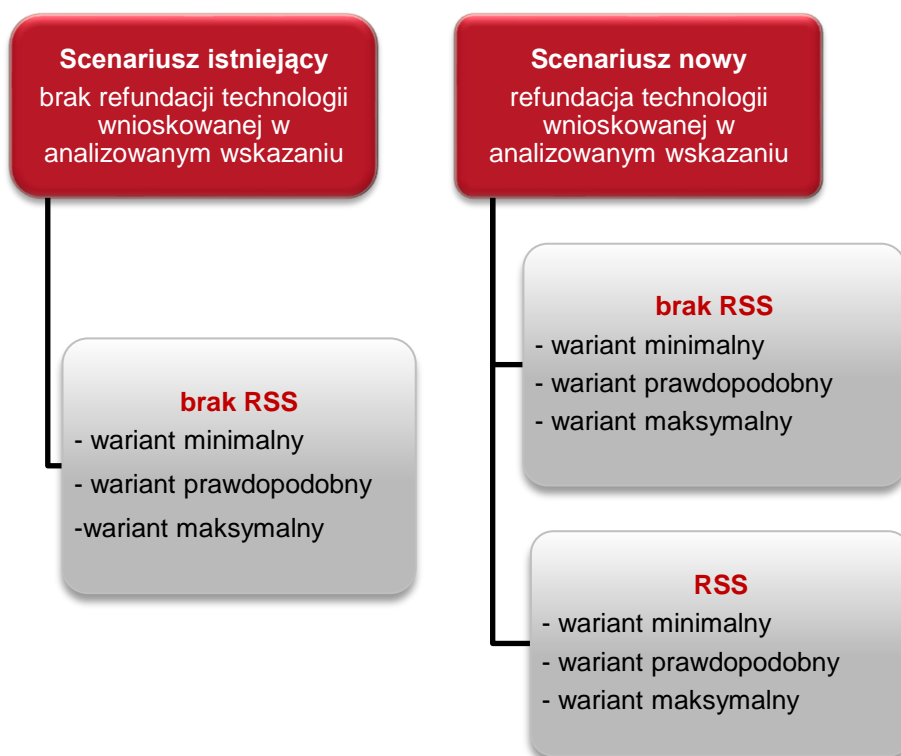 Scenariusz istniejący
brak refundacji technologii
wnioskowanej w
analizowanym wskazaniu
brak RSS
- wariant minimalny
- wariant prawdopodobny
-wariant maksymalny
Scenariusz nowy
refundacja technologii
wnioskowanej w
analizowanym wskazaniu
brak RSS
- wariant minimalny
- wariant prawdopodobny
- wariant maksymalny
RSS
- wariant minimalny
- wariant prawdopodobny
- wariant maksymalny